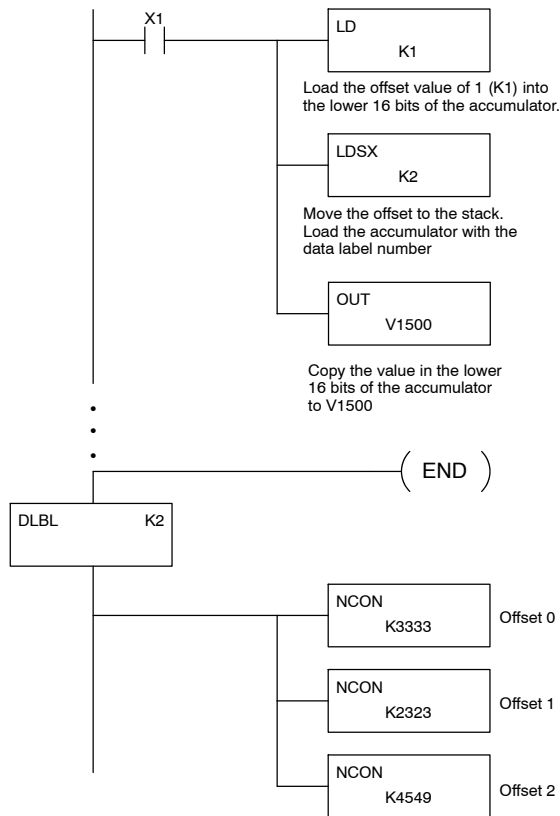 X1
LD
K1
Load the offset value of 1 (K1) into
the lower 16 bits of the accumulator.
LDSX
K2
Move the offset to the stack.
Load the accumulator with the
data label number
OUT
V1500
Copy the value in the lower
16 bits of the accumulator
to V1500
END
DLBL K2
NCON
K3333
Offset 0
NCON
K2323
Offset 1
NCON
K4549
Offset 2